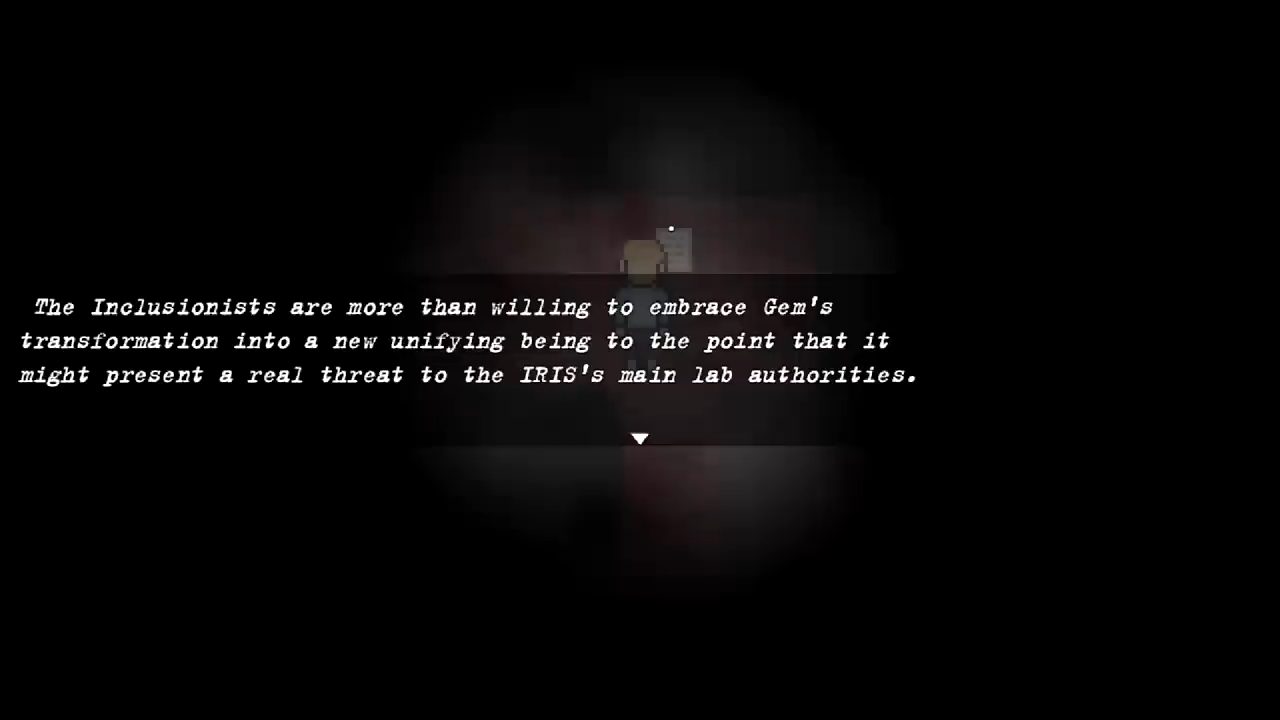 The Inclusionists are more than willing to embrace Gem's
transformation into a new unifying being to the point that it
might present a real threat to the IRIS's main lab authorities.